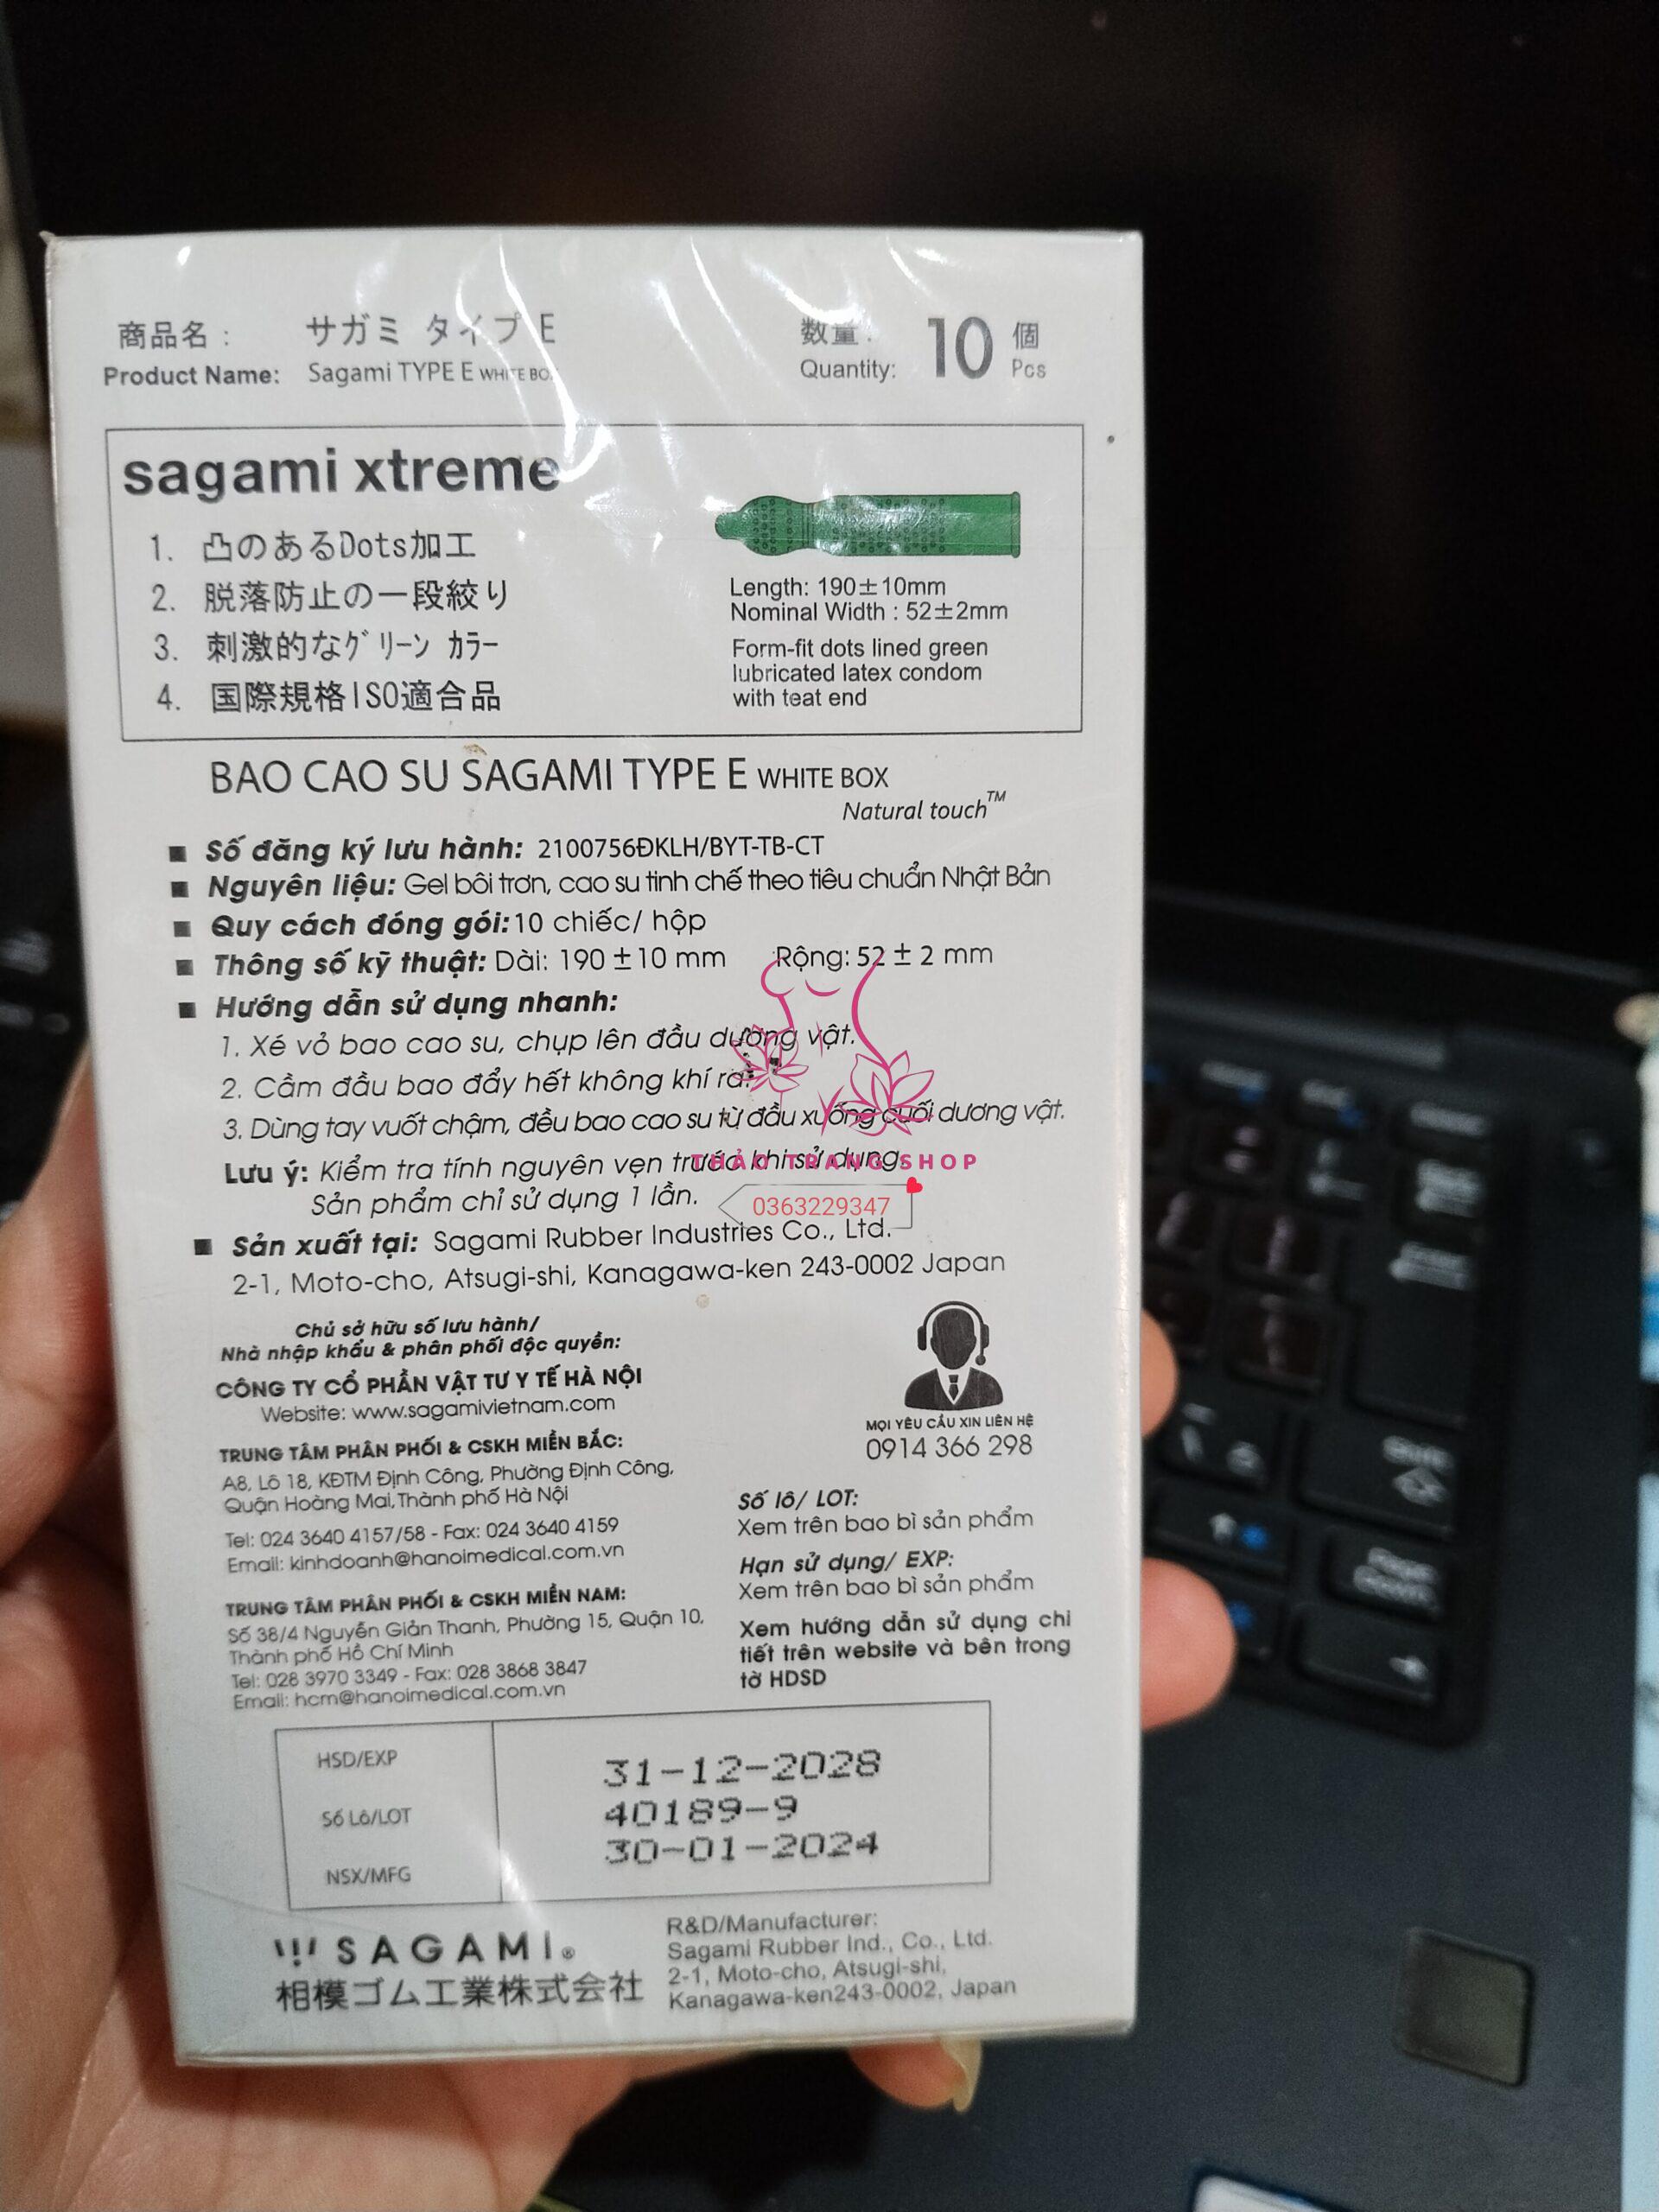 商品名： サガミ タイプ E
Product Name: Sagami TYPE E WHITE BOX
数量： 10 個
Quantity: Pcs
sagami xtreme
1. 凸のあるDots加工
2. 脱落防止の一段絞り
3. 刺激的なｸﾞﾘｰﾝ ｶﾗｰ
4. 国際規格ISO適合品
Length: 190±10mm
Nominal Width : 52±2mm
Form-fit dots lined green
lubricated latex condom
with teat end
BAO CAO SU SAGAMI TYPE E WHITE BOX
Natural touch™
■ Số đăng ký lưu hành: 2100756ĐKLH/BYT-TB-CT
■ Nguyên liệu: Gel bôi trơn, cao su tinh chế theo tiêu chuẩn Nhật Bản
■ Quy cách đóng gói: 10 chiếc/ hộp
■ Thông số kỹ thuật: Dài: 190 ±10 mm Rộng: 52 ± 2 mm
■ Hướng dẫn sử dụng nhanh:
1. Xé vỏ bao cao su, chụp lên đầu dương vật.
2. Cầm đầu bao đẩy hết không khí ra.
3. Dùng tay vuốt chậm, đều bao cao su từ đầu xuống cuối dương vật.
Lưu ý: Kiểm tra tính nguyên vẹn trước khi sử dụng.
THẢO TRANG SHOP
Sản phẩm chỉ sử dụng 1 lần.
0363229347
■ Sản xuất tại: Sagami Rubber Industries Co., Ltd.
2-1, Moto-cho, Atsugi-shi, Kanagawa-ken 243-0002 Japan
Chủ sở hữu số lưu hành/
Nhà nhập khẩu & phân phối độc quyền:
CÔNG TY CỔ PHẦN VẬT TƯ Y TẾ HÀ NỘI
Website: www.sagamivietnam.com
TRUNG TÂM PHÂN PHỐI & CSKH MIỀN BẮC:
A8, Lô 18, KĐTM Định Công, Phường Định Công,
Quận Hoàng Mai, Thành phố Hà Nội
Tel: 024 3640 4157/58 - Fax: 024 3640 4159
Email: kinhdoanh@hanoimedical.com.vn
TRUNG TÂM PHÂN PHỐI & CSKH MIỀN NAM:
Số 38/4 Nguyễn Giản Thanh, Phường 15, Quận 10,
Thành phố Hồ Chí Minh
Tel: 028 3970 3349 - Fax: 028 3868 3847
Email: hcm@hanoimedical.com.vn
MỌI YÊU CẦU XIN LIÊN HỆ
0914 366 298
Số lô/ LOT:
Xem trên bao bì sản phẩm
Hạn sử dụng/ EXP:
Xem trên bao bì sản phẩm
Xem hướng dẫn sử dụng chi
tiết trên website và bên trong
tờ HDSD
HSD/EXP 31-12-2028
Số Lô/LOT 40189-9
NSX/MFG 30-01-2024
SAGAMI®
相模ゴム工業株式会社
R&D/Manufacturer:
Sagami Rubber Ind., Co., Ltd.
2-1, Moto-cho, Atsugi-shi,
Kanagawa-ken243-0002, Japan
Shift